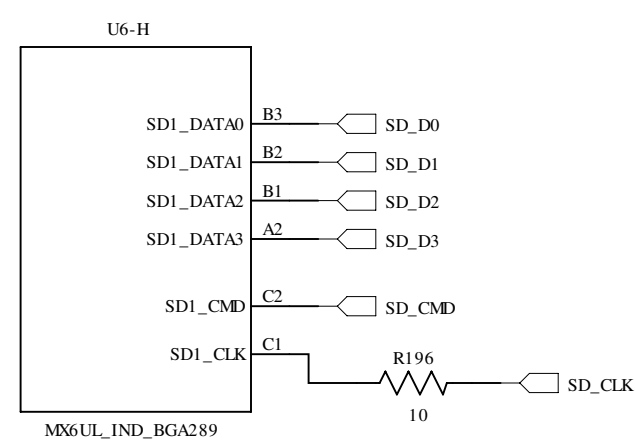 U6-H
SD1_DATA0 B3 SD_D0
SD1_DATA1 B2 SD_D1
SD1_DATA2 B1 SD_D2
SD1_DATA3 A2 SD_D3
SD1_CMD C2 SD_CMD
SD1_CLK C1
R196
SD_CLK
10
MX6UL_IND_BGA289